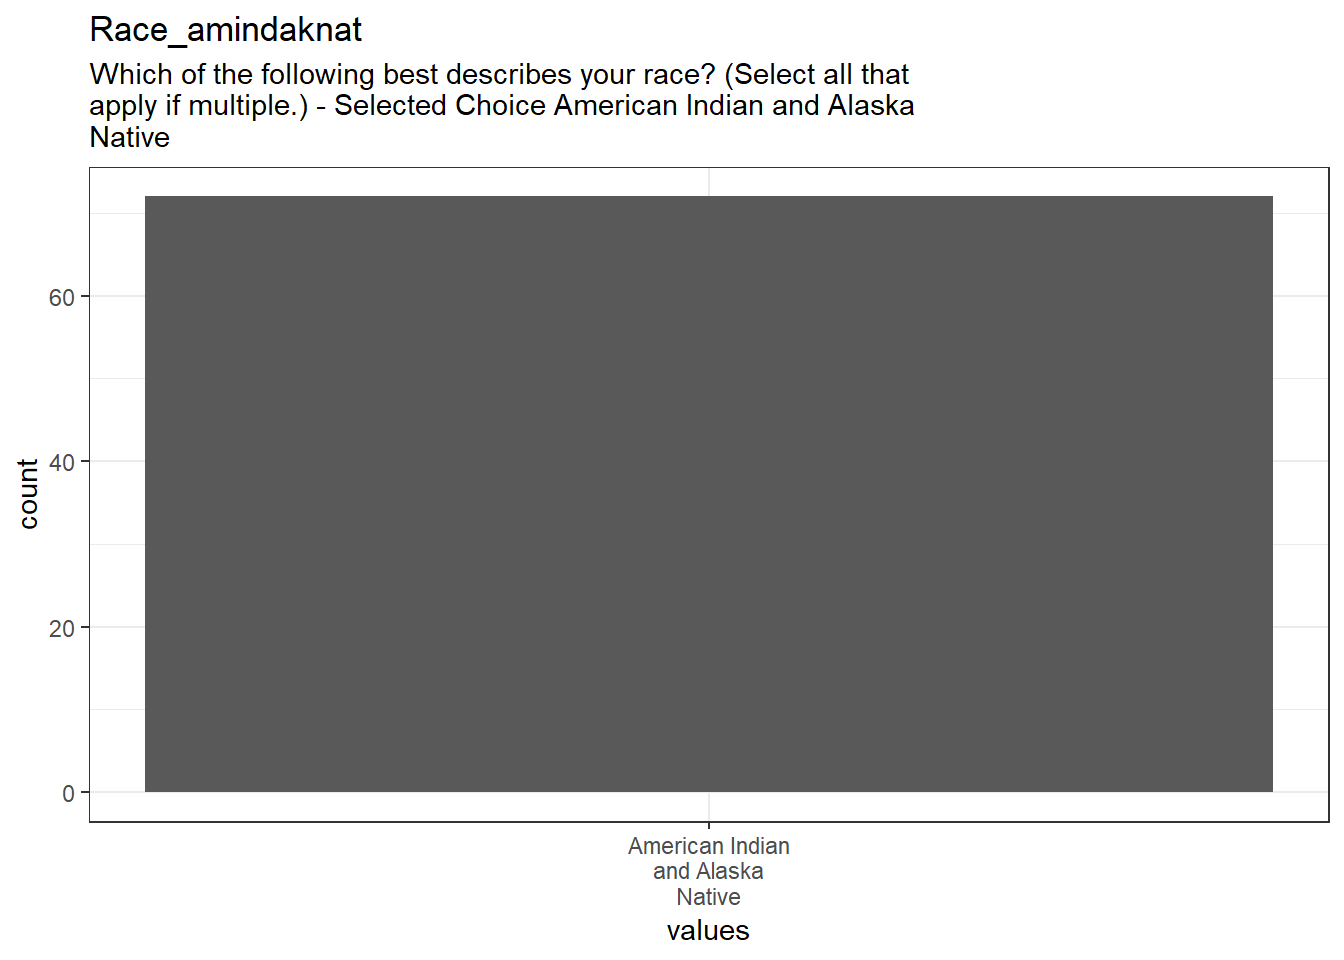 Race_amindaknat
Which of the following best describes your race? (Select all that
apply if multiple.) - Selected Choice American Indian and Alaska
Native
60
40
20
0
count
American Indian
and Alaska
Native
values